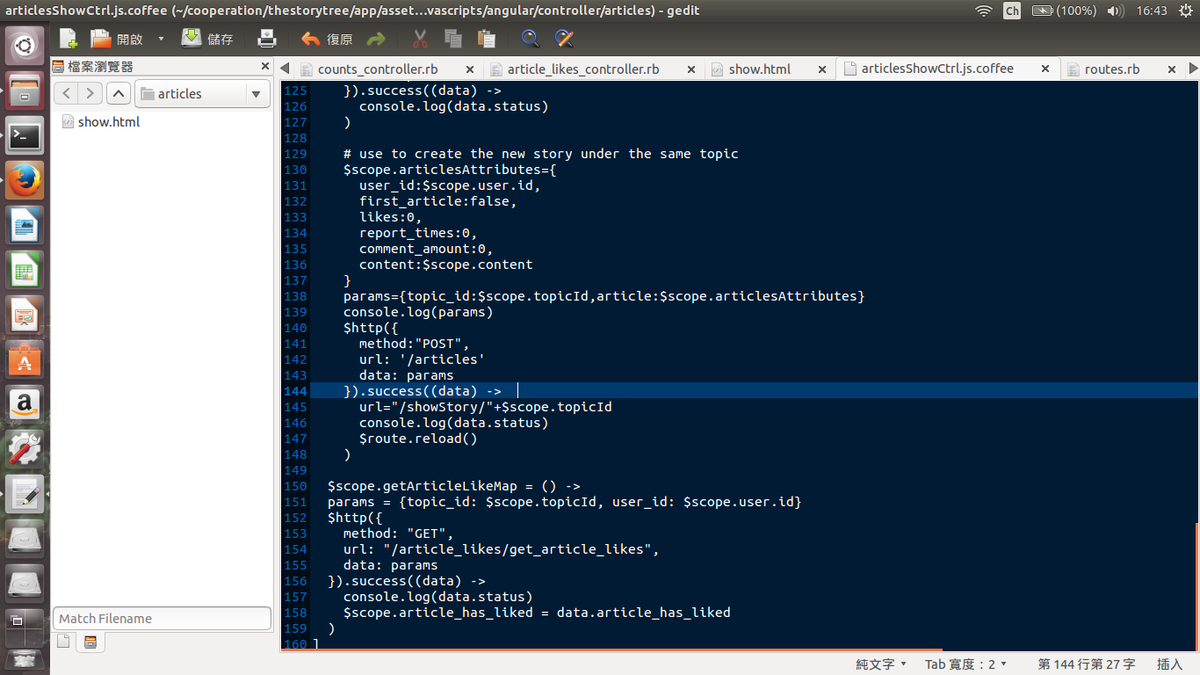 articlesShowCtrl.js.coffee (~/cooperation/thestorytree/app/asset...vascripts/angular/controller/articles) - gedit
Ch (100%) 16:43
開啟 儲存 復原
檔案瀏覽器
articles
show.html
counts_controller.rb article_likes_controller.rb show.html articlesShowCtrl.js.coffee routes.rb
125 }).success((data) ->
126 console.log(data.status)
127 )
128
129 # use to create the new story under the same topic
130 $scope.articlesAttributes={
131 user_id:$scope.user.id,
132 first_article:false,
133 likes:0,
134 report_times:0,
135 comment_amount:0,
136 content:$scope.content
137 }
138 params={topic_id:$scope.topicId,article:$scope.articlesAttributes}
139 console.log(params)
140 $http({
141 method:"POST",
142 url: '/articles'
143 data: params
144 }).success((data) ->
145 url="/showStory/"+$scope.topicId
146 console.log(data.status)
147 $route.reload()
148 )
149
150 $scope.getArticleLikeMap = () ->
151 params = {topic_id: $scope.topicId, user_id: $scope.user.id}
152 $http({
153 method: "GET",
154 url: "/article_likes/get_article_likes",
155 data: params
156 }).success((data) ->
157 console.log(data.status)
158 $scope.article_has_liked = data.article_has_liked
159 )
160 ]
Match Filename
純文字 Tab 寬度：2 第 144 行第 27 字 插入